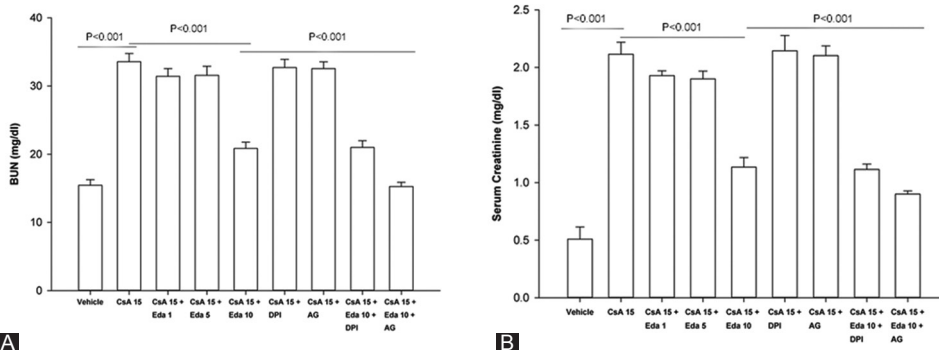 40
30
20
10
0
BUN (mg/dl)
P<0.001
P<0.001
P<0.001
Vehicle
CsA 15
CsA 15 +
Eda 1
CsA 15 +
Eda 5
CsA 15 +
Eda 10
CsA 15 +
DPI
CsA 15 +
AG
CsA 15 +
Eda 10 +
DPI
CsA 15 +
Eda 10 +
AG
A
2.5
2.0
1.5
1.0
0.5
0.0
Serum Creatinine (mg/dl)
P<0.001
P<0.001
P<0.001
Vehicle
CsA 15
CsA 15 +
Eda 1
CsA 15 +
Eda 5
CsA 15 +
Eda 10
CsA 15 +
DPI
CsA 15 +
AG
CsA 15 +
Eda 10 +
DPI
CsA 15 +
Eda 10 +
AG
B